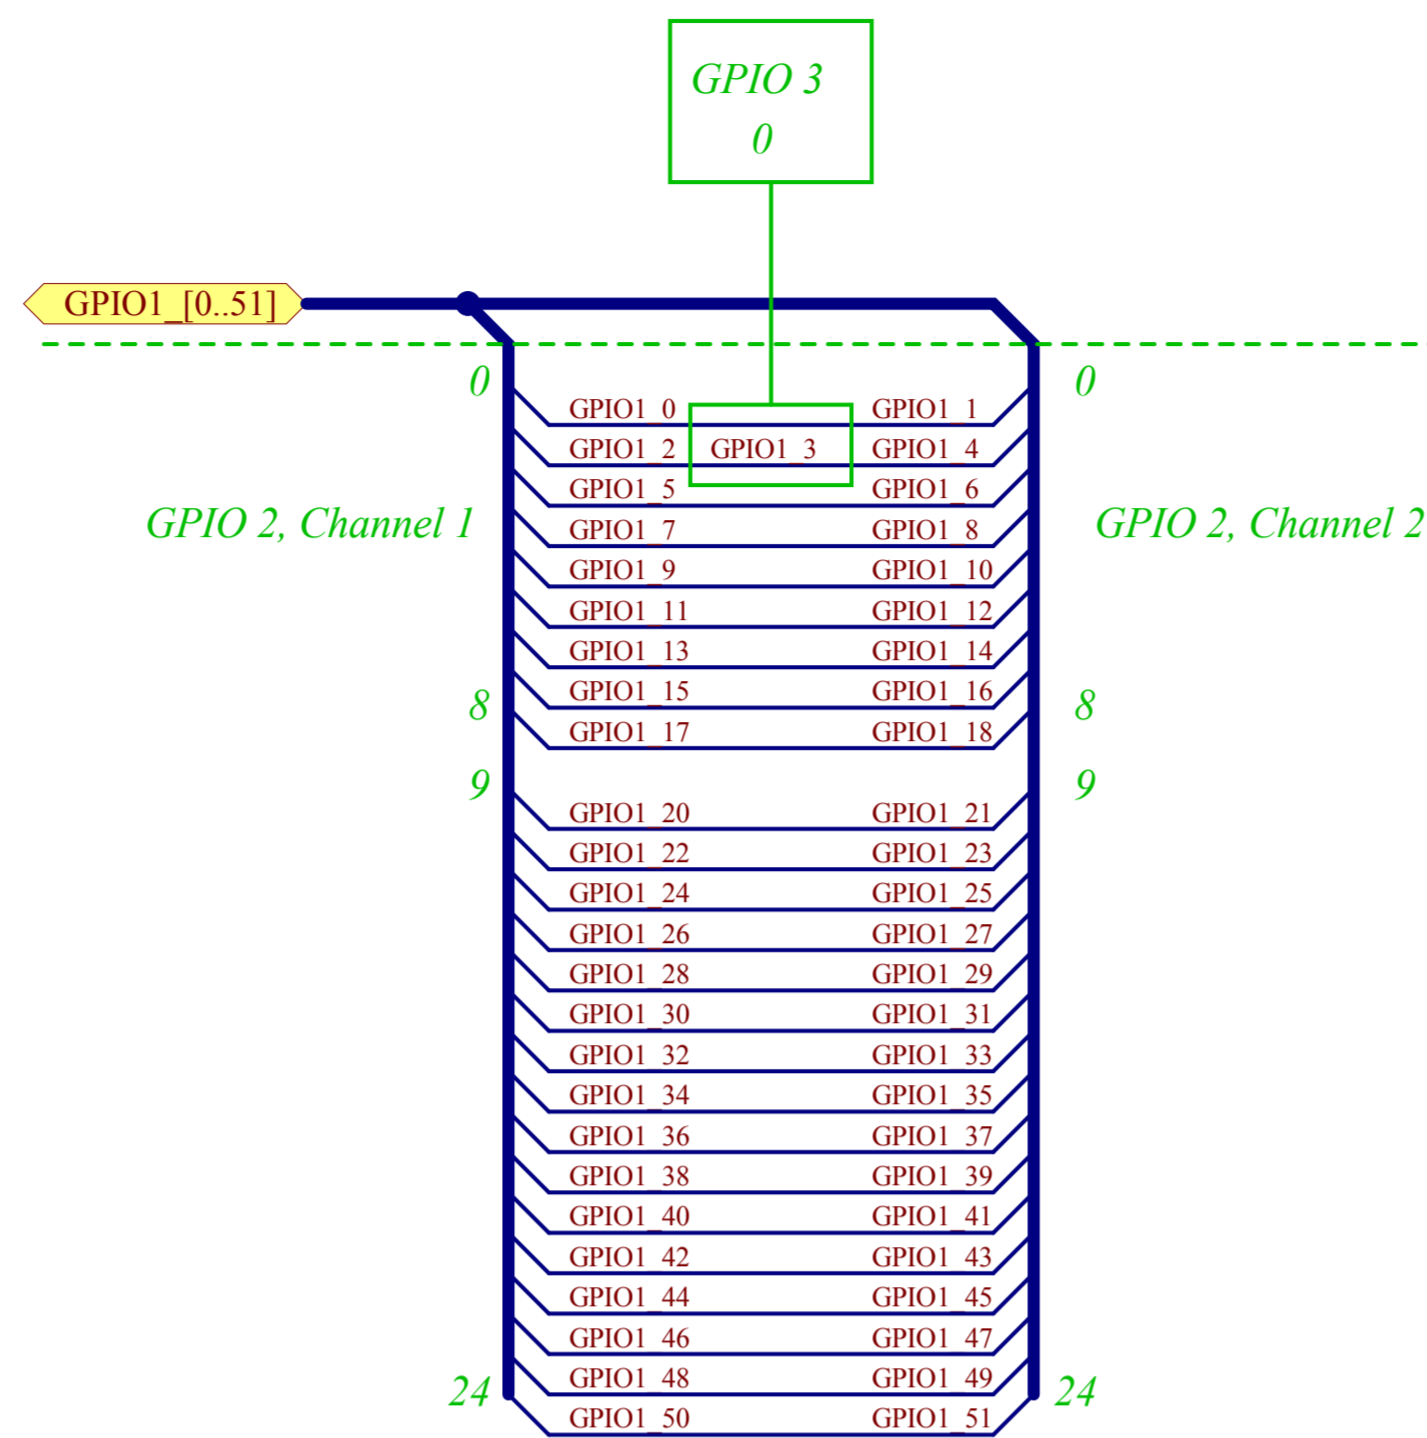 GPIO 3
0
GPIO1_[0..51]
0 0
GPIO1_0 GPIO1_1
GPIO1_2 GPIO1_3 GPIO1_4
GPIO1_5 GPIO1_6
GPIO 2, Channel 1 GPIO1_7 GPIO1_8 GPIO 2, Channel 2
GPIO1_9 GPIO1_10
GPIO1_11 GPIO1_12
GPIO1_13 GPIO1_14
8 GPIO1_15 GPIO1_16 8
GPIO1_17 GPIO1_18
9 9
GPIO1_20 GPIO1_21
GPIO1_22 GPIO1_23
GPIO1_24 GPIO1_25
GPIO1_26 GPIO1_27
GPIO1_28 GPIO1_29
GPIO1_30 GPIO1_31
GPIO1_32 GPIO1_33
GPIO1_34 GPIO1_35
GPIO1_36 GPIO1_37
GPIO1_38 GPIO1_39
GPIO1_40 GPIO1_41
GPIO1_42 GPIO1_43
GPIO1_44 GPIO1_45
GPIO1_46 GPIO1_47
24 GPIO1_48 GPIO1_49 24
GPIO1_50 GPIO1_51